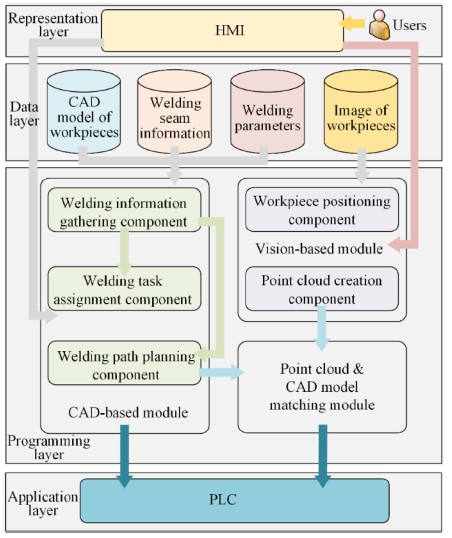 Representation
layer
HMI
Users
Data
layer
CAD
model of
workpieces
Welding
seam
information
Welding
parameters
Image of
workpieces
Welding information
gathering component
Welding task
assignment component
Welding path planning
component
CAD-based module
Workpiece positioning
component
Vision-based module
Point cloud creation
component
Point cloud &
CAD model
matching module
Programming
layer
Application
layer
PLC